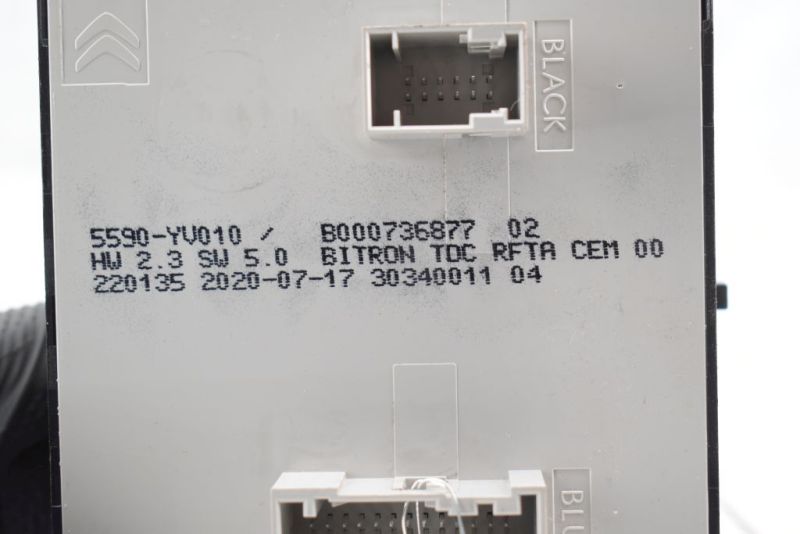 BLACK
5590-YV010 / B000736877 02
HW 2.3 SW 5.0 BITRON TDC RFTA CEM 00
220135 2020-07-17 30340011 04
BLU